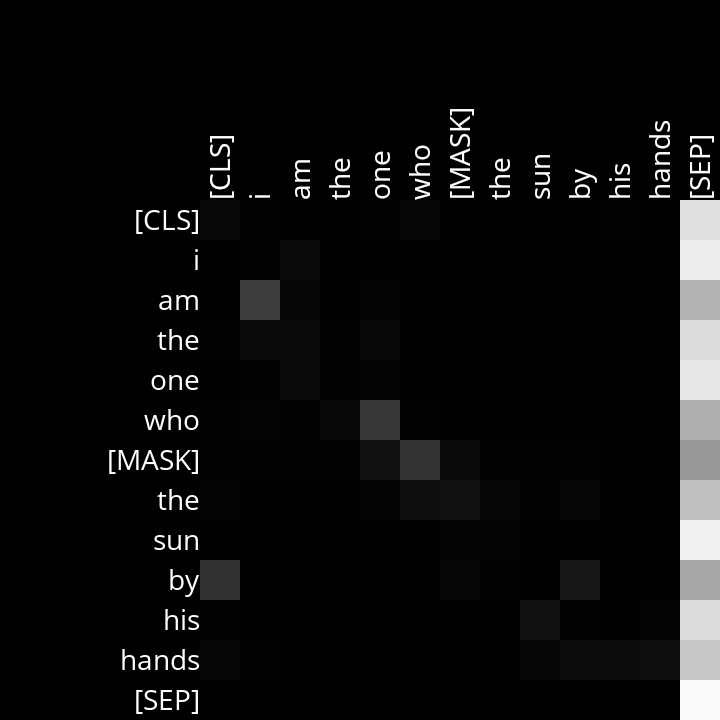 [CLS] i am the one who [MASK] the sun by his hands [SEP]
[CLS]
i
am
the
one
who
[MASK]
the
sun
by
his
hands
[SEP]